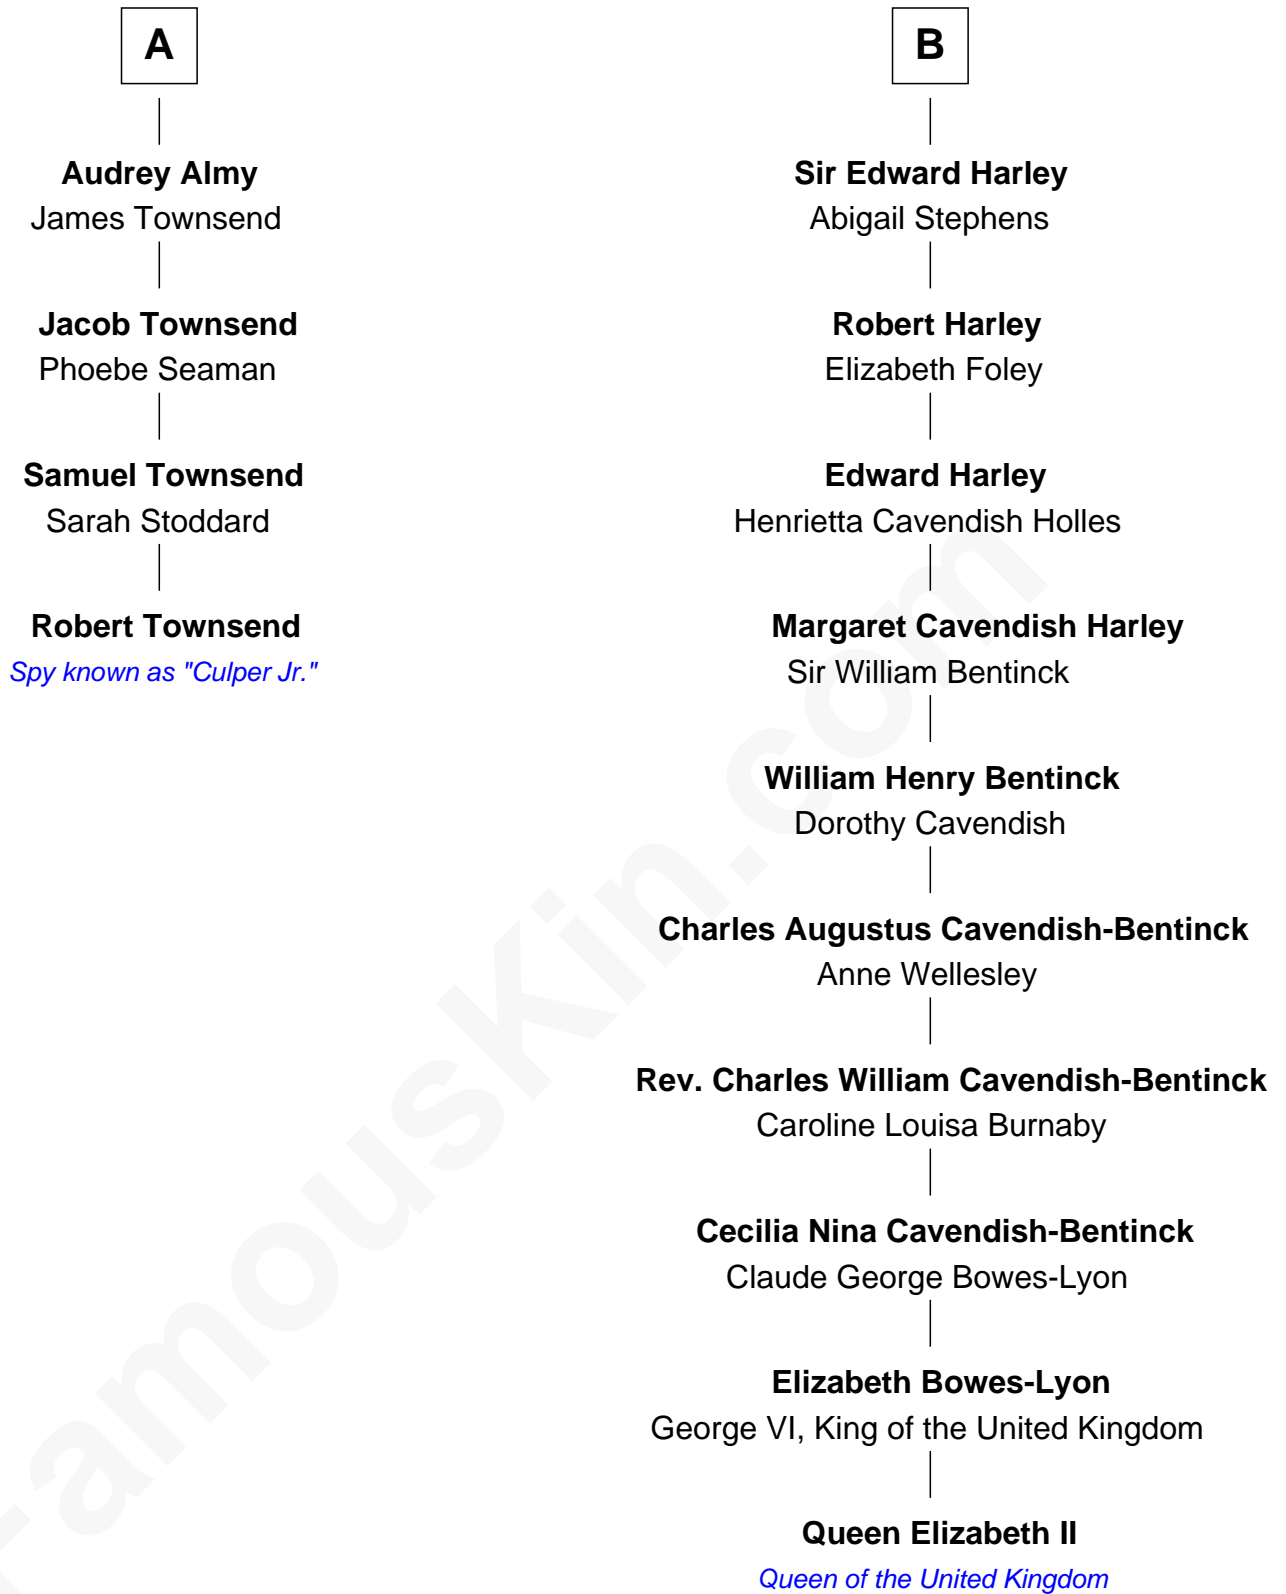 A
Audrey Almy
James Townsend
Jacob Townsend
Phoebe Seaman
Samuel Townsend
Sarah Stoddard
Robert Townsend
Spy known as "Culper Jr."
B
Sir Edward Harley
Abigail Stephens
Robert Harley
Elizabeth Foley
Edward Harley
Henrietta Cavendish Holles
Margaret Cavendish Harley
Sir William Bentinck
William Henry Bentinck
Dorothy Cavendish
Charles Augustus Cavendish-Bentinck
Anne Wellesley
Rev. Charles William Cavendish-Bentinck
Caroline Louisa Burnaby
Cecilia Nina Cavendish-Bentinck
Claude George Bowes-Lyon
Elizabeth Bowes-Lyon
George VI, King of the United Kingdom
Queen Elizabeth II
Queen of the United Kingdom
FamousKin.com